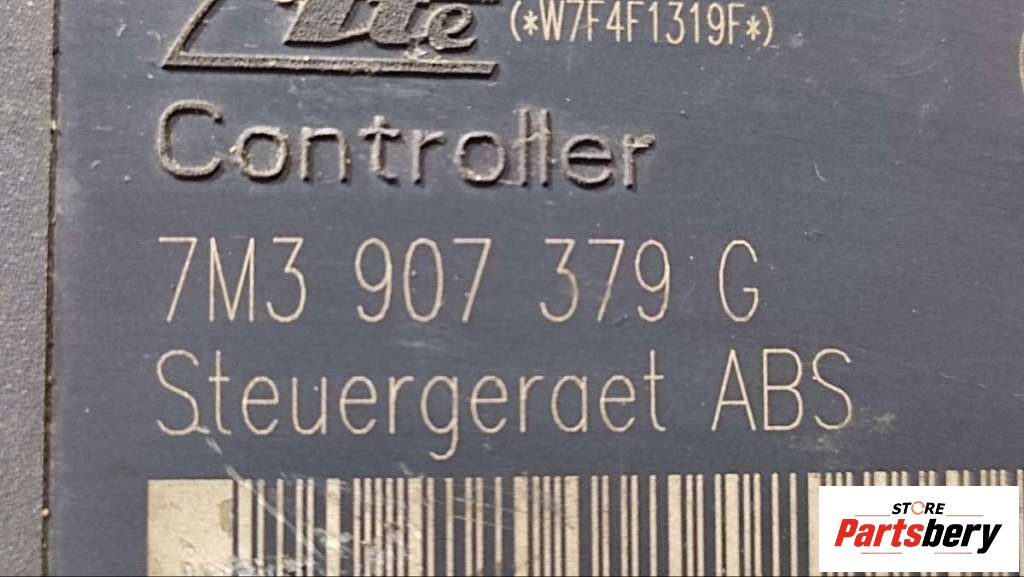 ate (*W7F4F1319F*)
Controller
7M3 907 379 G
Steuergeraet ABS
STORE
Partsbery